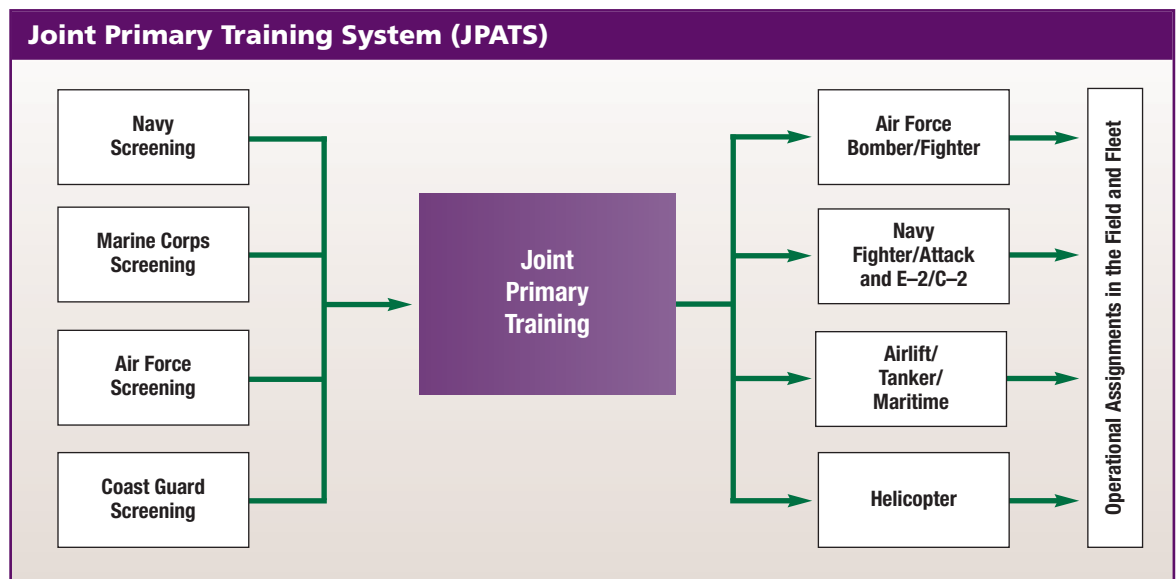 Joint Primary Training System (JPATS)
Navy
Screening
Marine Corps
Screening
Air Force
Screening
Coast Guard
Screening
Joint
Primary
Training
Air Force
Bomber/Fighter
Navy
Fighter/Attack
and E–2/C–2
Airlift/
Tanker/
Maritime
Helicopter
Operational Assignments in the Field and Fleet